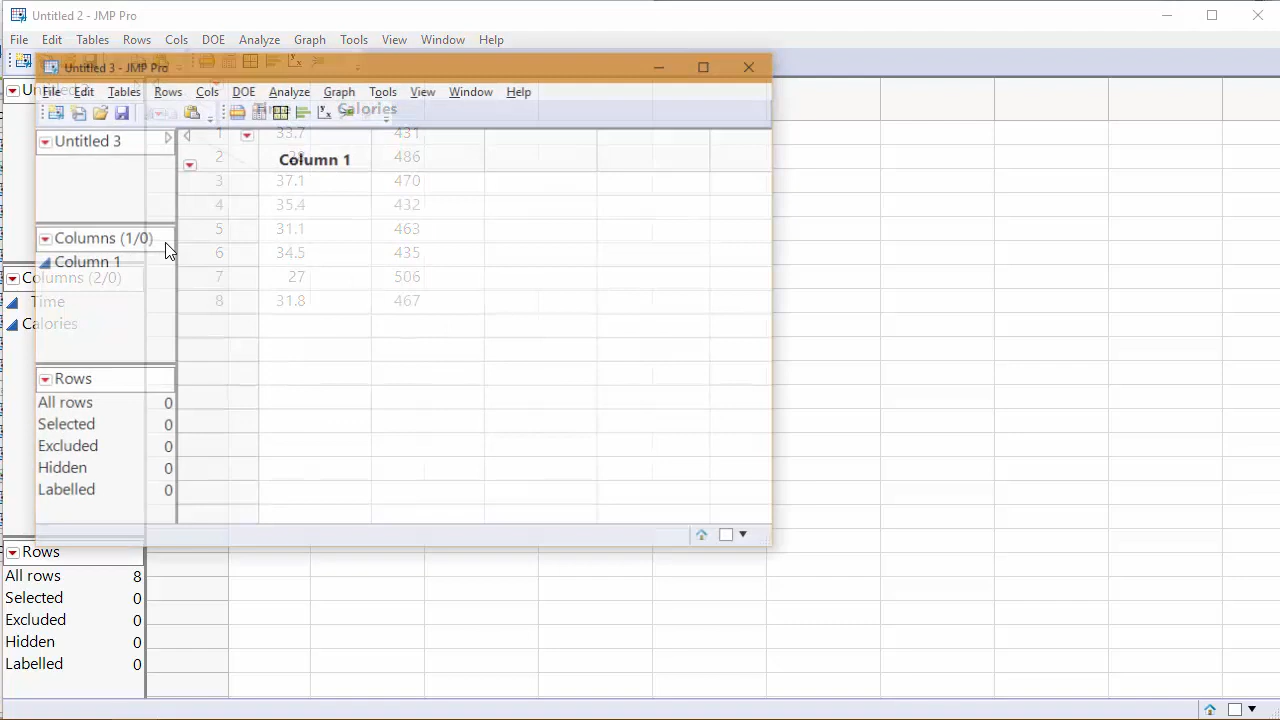 Untitled 2 - JMP Pro
File Edit Tables Rows Cols DOE Analyze Graph Tools View Window Help
Untitled 3 - JMP Pro
File Edit Tables Rows Cols DOE Analyze Graph Tools View Window Help
Calories
Untitled 3
Column 1
1 33.7 431
2 486
3 37.1 470
4 35.4 432
5 31.1 463
6 34.5 435
7 27 506
8 31.8 467
Columns (1/0)
Column 1
Columns (2/0)
Time
Calories
Rows
All rows 0
Selected 0
Excluded 0
Hidden 0
Labelled 0
Rows
All rows 8
Selected 0
Excluded 0
Hidden 0
Labelled 0